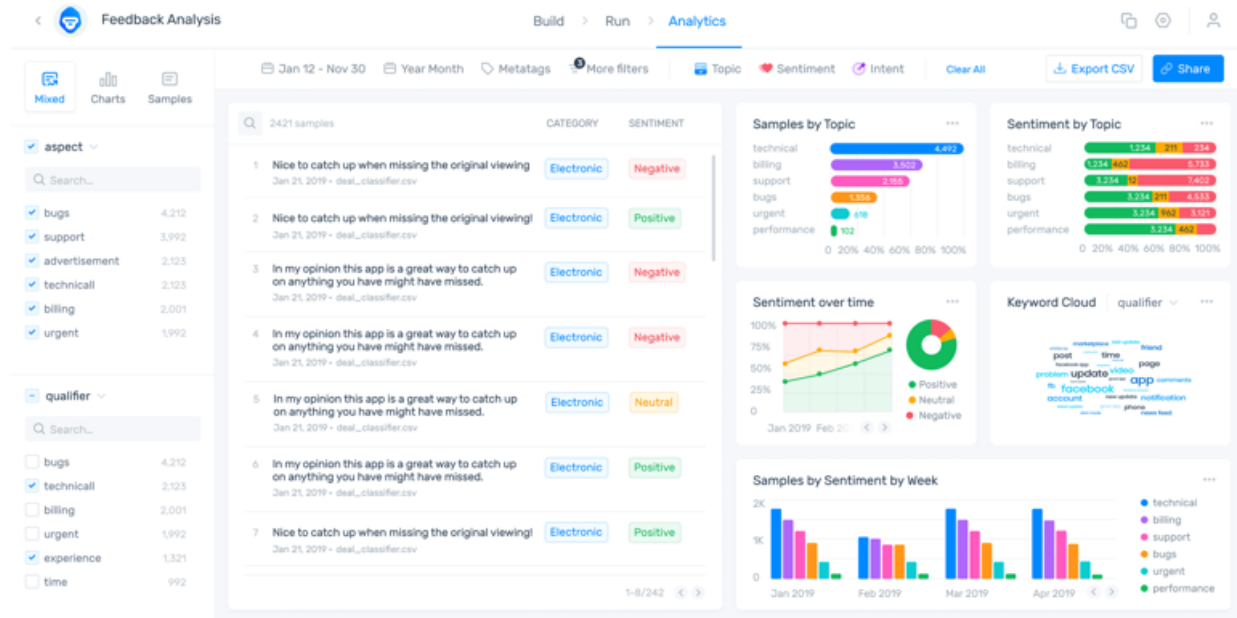 Feedback Analysis
Build > Run > Analytics
Mixed
Charts
Samples
Jan 12 - Nov 30
Year Month
Metatags
3
More filters
Topic
Sentiment
Intent
Clear All
Export CSV
Share
aspect
Search...
bugs 4,212
support 3,992
advertisement 2,123
technicall 2,123
billing 2,001
urgent 1,992
qualifier
Search...
bugs 4,212
technicall 2,123
billing 2,001
urgent 1,992
experience 1,321
time 992
2421 samples CATEGORY SENTIMENT
1 Nice to catch up when missing the original viewing Electronic Negative
Jan 21, 2019 • deal_classifier.csv
2 Nice to catch up when missing the original viewing! Electronic Positive
Jan 21, 2019 • deal_classifier.csv
3 In my opinion this app is a great way to catch up
on anything you have might have missed. Electronic Negative
Jan 21, 2019 • deal_classifier.csv
4 In my opinion this app is a great way to catch up
on anything you have might have missed. Electronic Negative
Jan 21, 2019 • deal_classifier.csv
5 In my opinion this app is a great way to catch up
on anything you have might have missed. Electronic Neutral
Jan 21, 2019 • deal_classifier.csv
6 In my opinion this app is a great way to catch up
on anything you have might have missed. Electronic Positive
Jan 21, 2019 • deal_classifier.csv
7 Nice to catch up when missing the original viewing! Electronic Positive
Jan 21, 2019 • deal_classifier.csv
1-8/242
Samples by Topic
technical 4,492
billing 3,502
support 2,155
bugs 1,356
urgent 618
performance 102
0 20% 40% 60% 80% 100%
Sentiment by Topic
technical 1,234 211 234
billing 1,234 462 5,733
support 3,234 12 7,402
bugs 3,234 211 4,533
urgent 3,234 962 3,121
performance 3,234 462
0 20% 40% 60% 80% 100%
Sentiment over time
100%
75%
50%
25%
0
Jan 2019 Feb 20
Positive
Neutral
Negative
Keyword Cloud qualifier
marketplace
friend
post
time
page
problem
update
video
app
comments
fb
facebook
account
new update
notification
phone
news feed
Samples by Sentiment by Week
2K
1K
0
Jan 2019 Feb 2019 Mar 2019 Apr 2019
technical
billing
support
bugs
urgent
performance